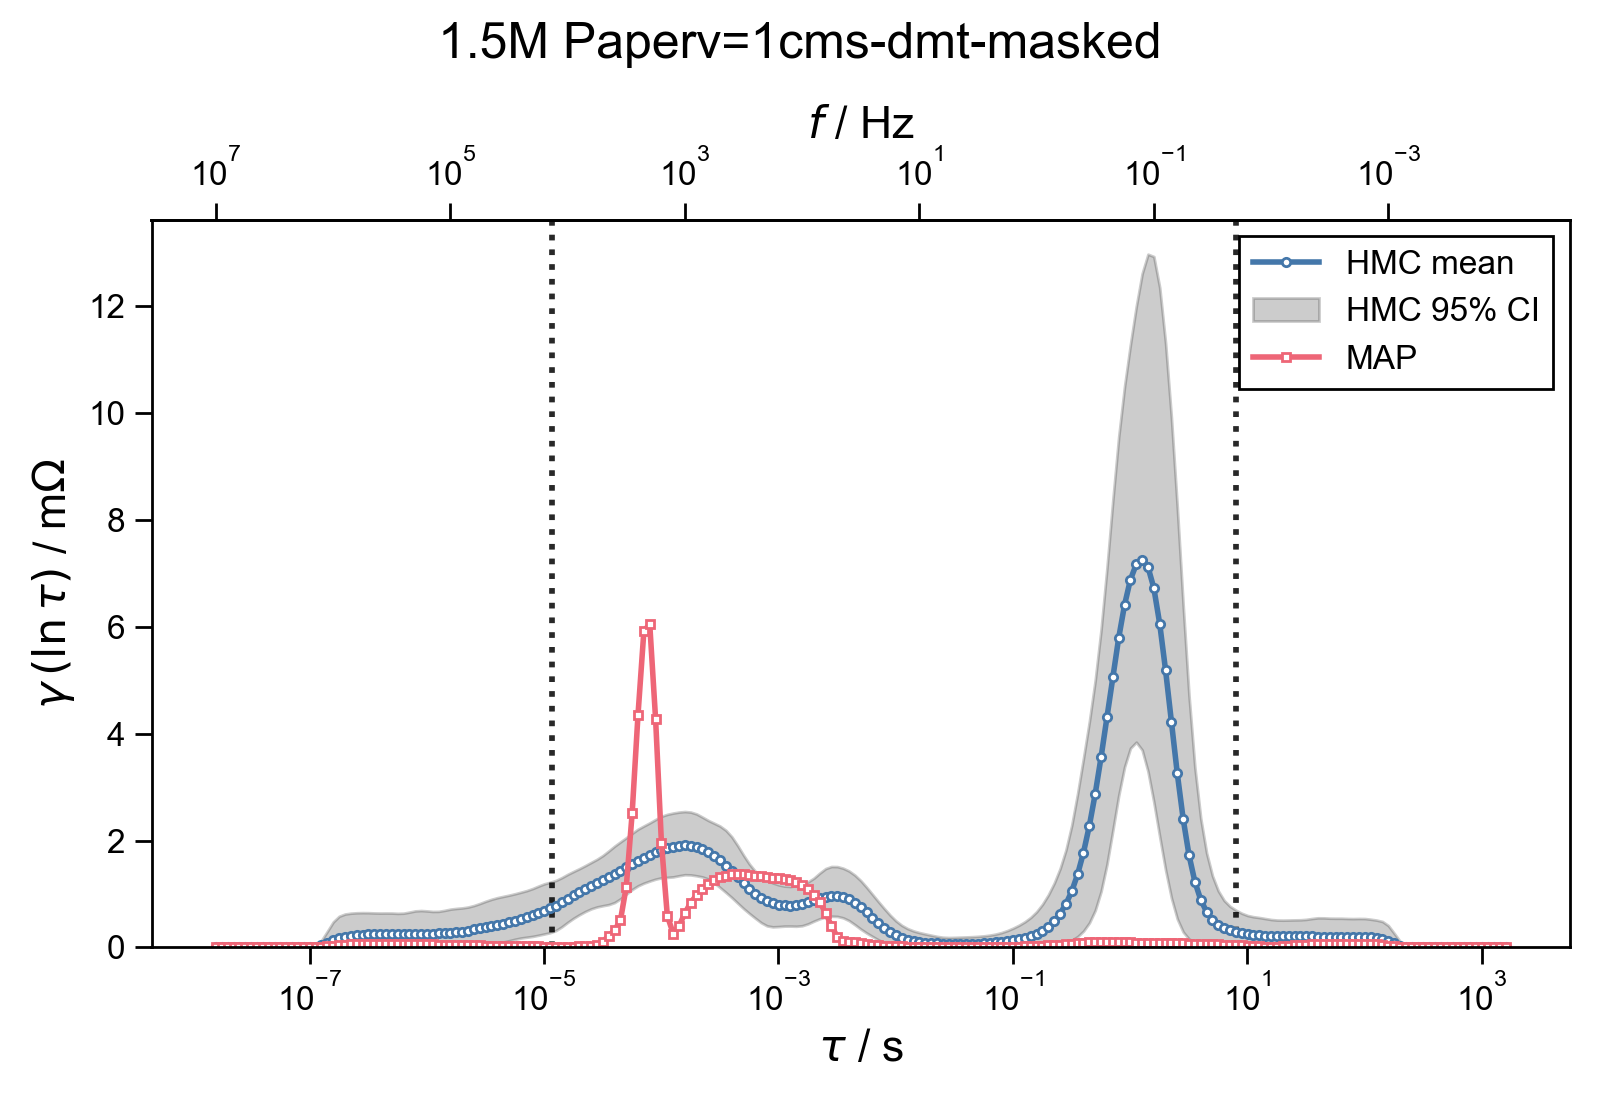 1.5M Paperv=1cms-dmt-masked
f / Hz
10^7 10^5 10^3 10^1 10^−1 10^−3
HMC mean
HMC 95% CI
MAP
γ (ln τ) / mΩ
12
10
8
6
4
2
0
10^−7 10^−5 10^−3 10^−1 10^1 10^3
τ / s